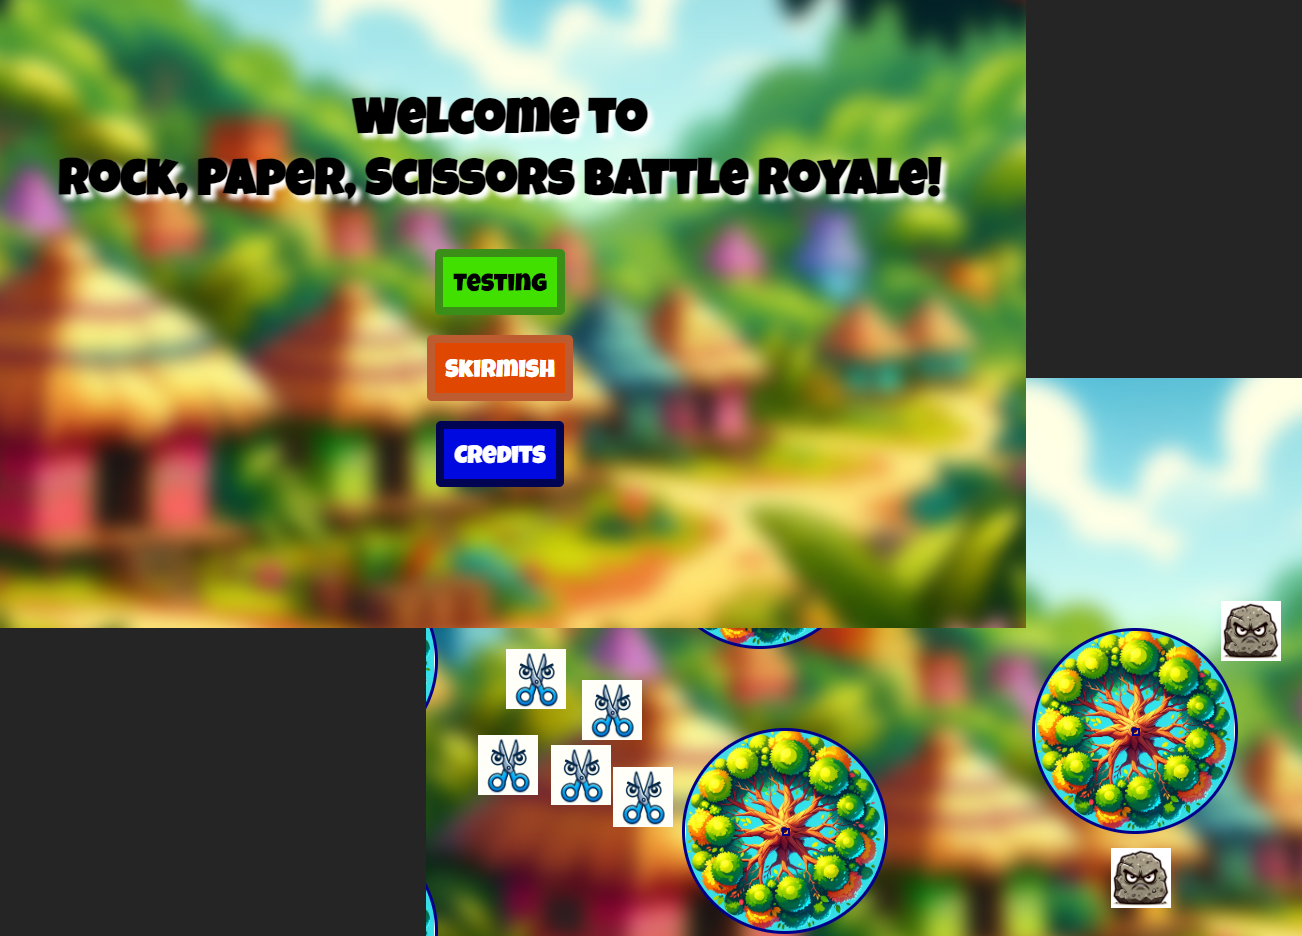 Welcome to
Rock, Paper, Scissors Battle Royale!
Testing
Skirmish
Credits